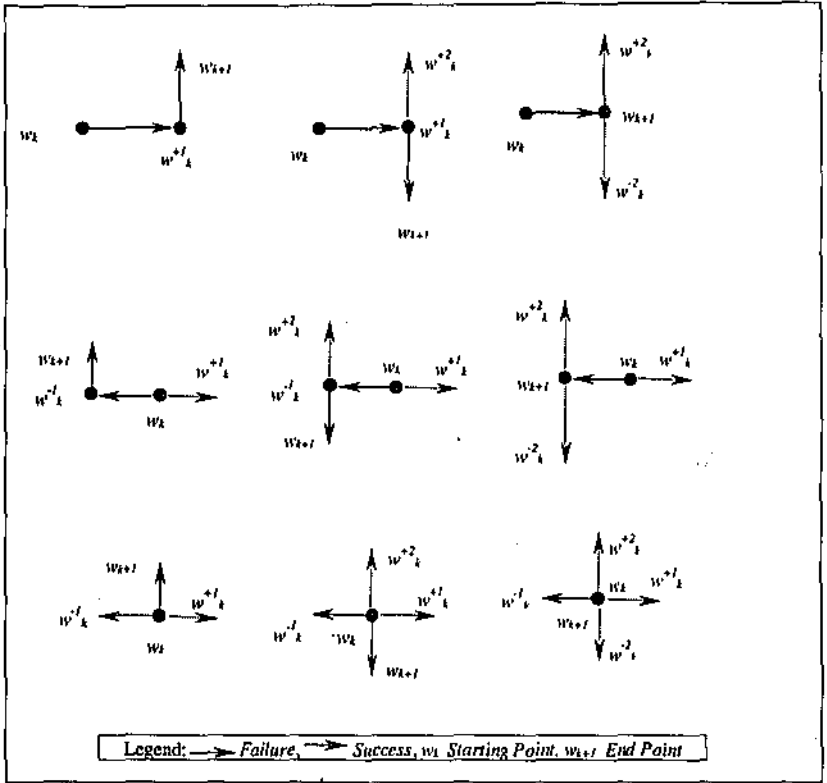 w^{+2}_k
w^{+2}_k
w_{k+1}
w_k
w^{+1}_k
w_k
w^{+1}_k
w_{k+1}
w_k
w_{k+1}
w^{-2}_k
w_{k+1}
w^{-1}_k
w^{+1}_k
w_k
w^{+2}_k
w^{-1}_k
w_k
w^{+1}_k
w_{k+1}
w^{+2}_k
w_{k+1}
w_k
w^{+1}_k
w^{-2}_k
w_{k+1}
w^{-1}_k
w^{+1}_k
w_k
w^{+2}_k
w^{+1}_k
w^{-1}_k
w_k
w_{k+1}
w^{+2}_k
w_k
w^{+1}_k
w^{-1}_k
w_{k+1}
w^{-2}_k
Legend: Failure, Success, w_k Starting Point, w_{k+1} End Point